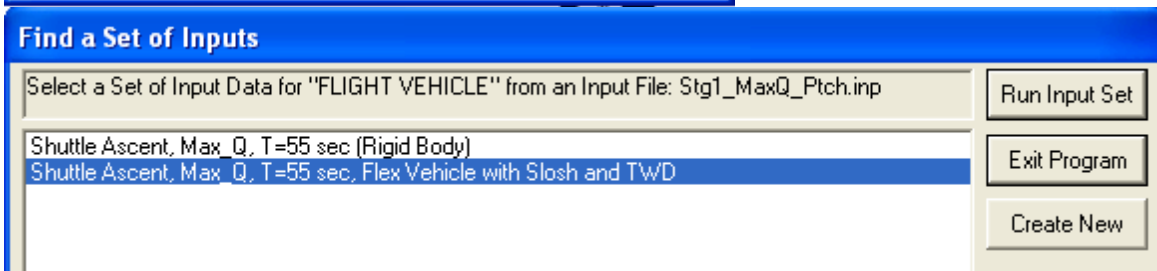 Find a Set of Inputs
Select a Set of Input Data for "FLIGHT VEHICLE" from an Input File: Stg1_MaxQ_Ptch.inp
Run Input Set
Shuttle Ascent, Max_Q, T=55 sec (Rigid Body)
Shuttle Ascent, Max_Q, T=55 sec, Flex Vehicle with Slosh and TWD
Exit Program
Create New